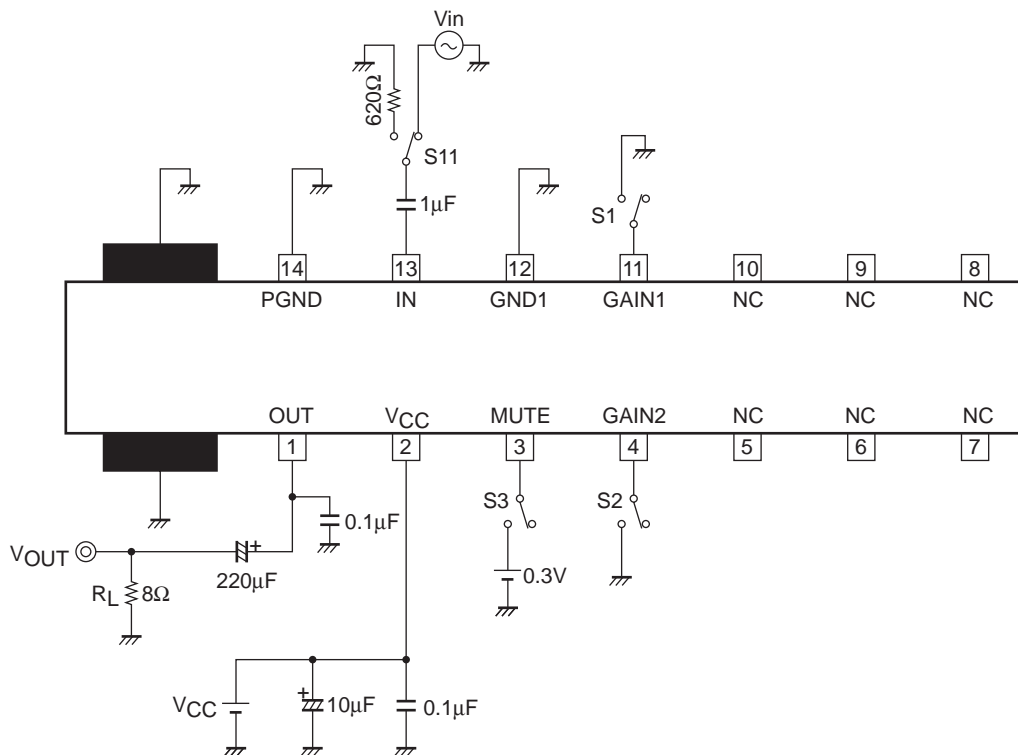 Vin
620Ω
S11
1μF
S1
14 13 12 11 10 9 8
PGND IN GND1 GAIN1 NC NC NC
OUT VCC MUTE GAIN2 NC NC NC
1 2 3 4 5 6 7
S3 S2
0.1μF
VOUT
+
220μF
0.3V
RL 8Ω
VCC
+
10μF
0.1μF